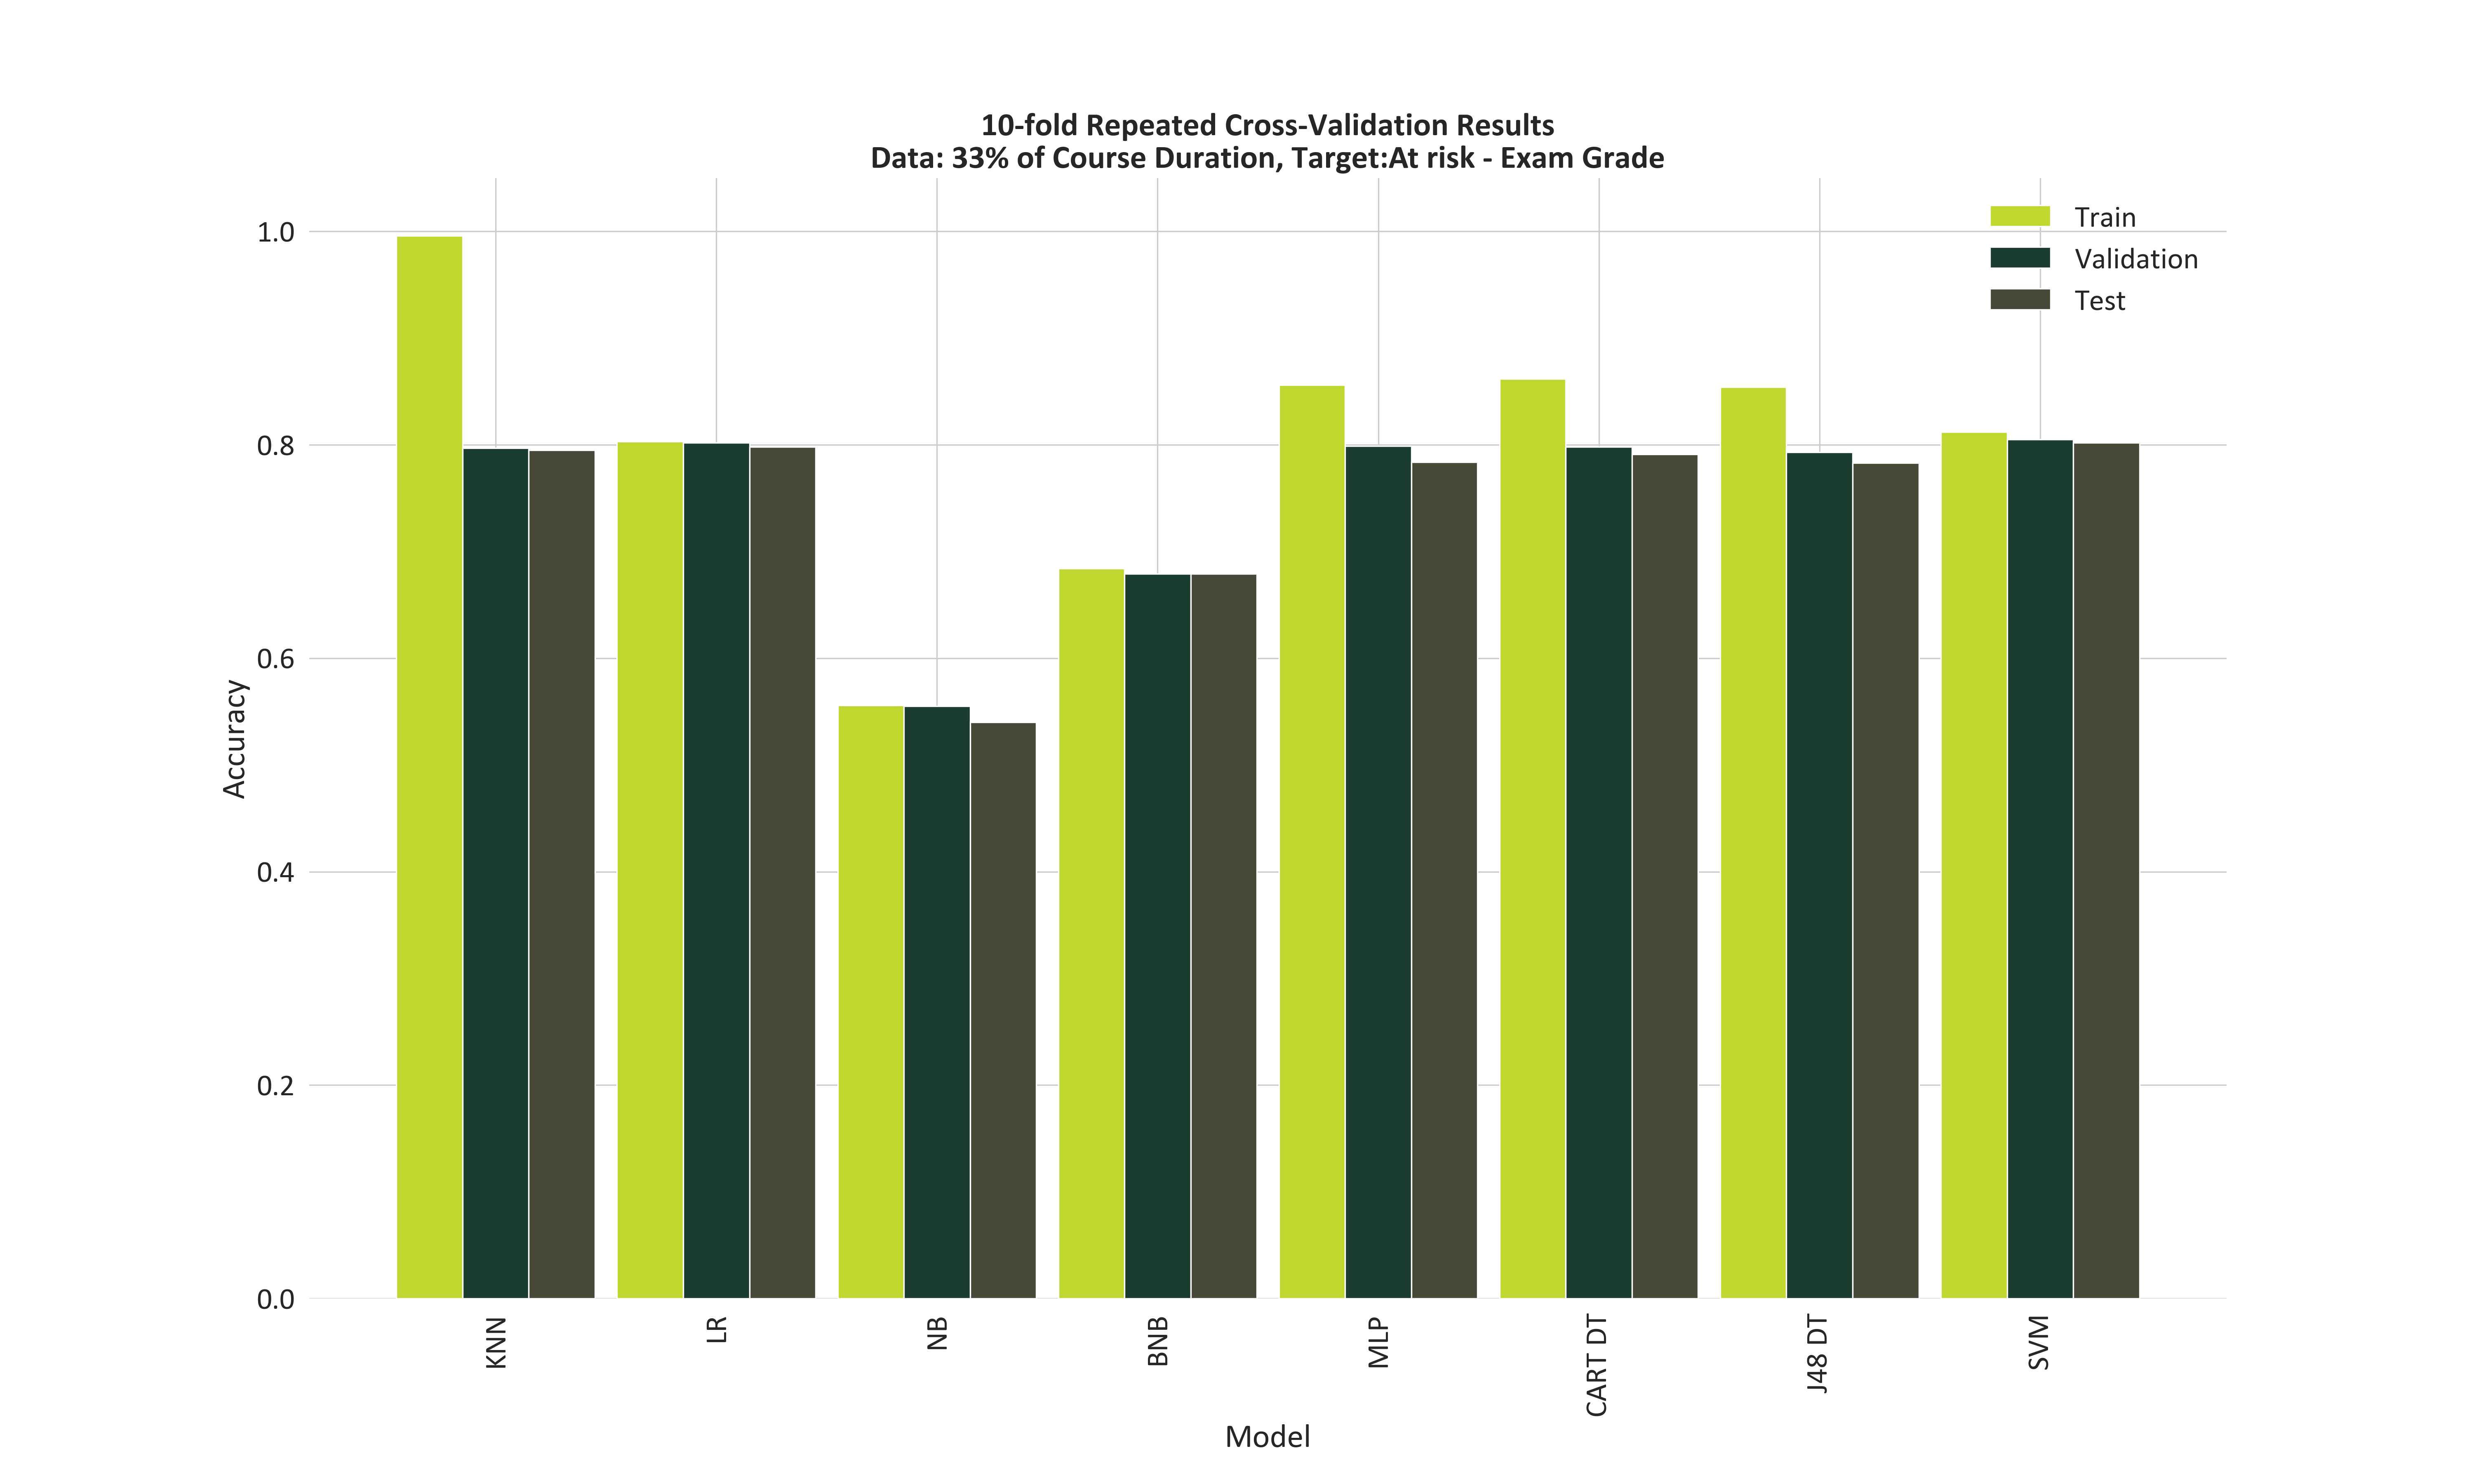 10-fold Repeated Cross-Validation Results
Data: 33% of Course Duration, Target:At risk - Exam Grade
Train
Validation
Test
1.0
0.8
0.6
0.4
0.2
0.0
Accuracy
KNN
LR
NB
BNB
MLP
CART DT
J48 DT
SVM
Model